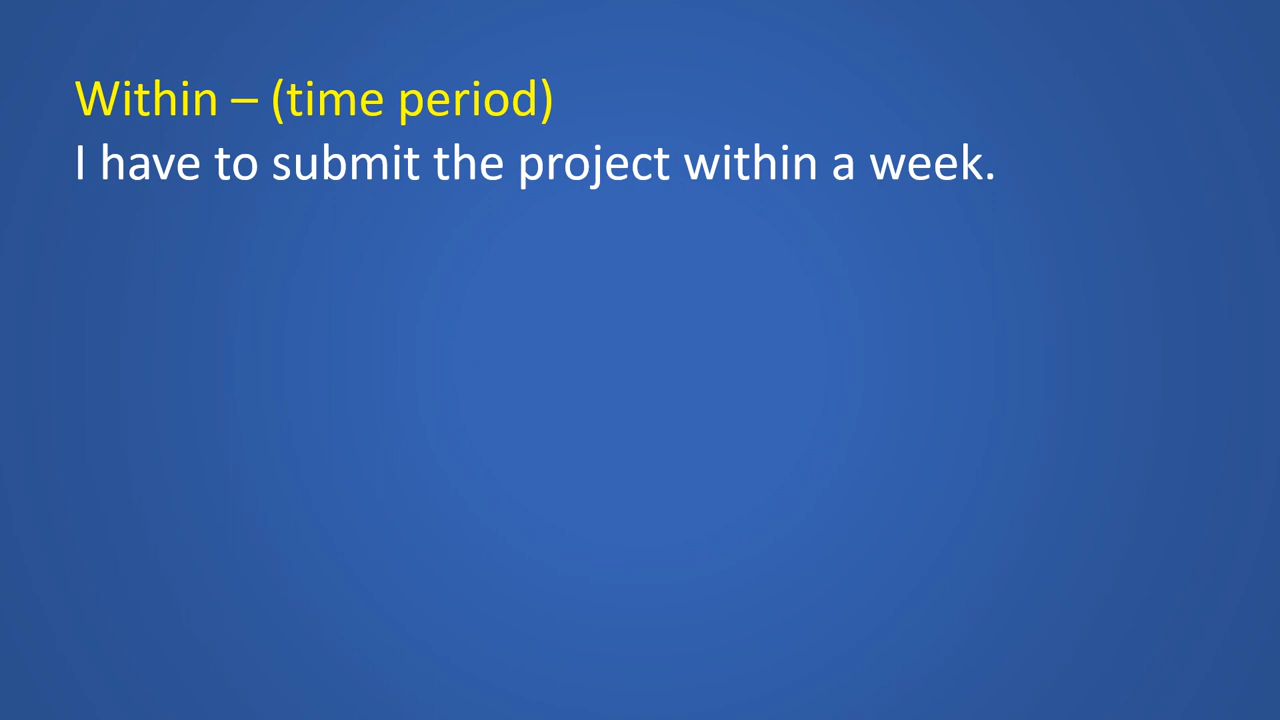 Within – (time period)
I have to submit the project within a week.